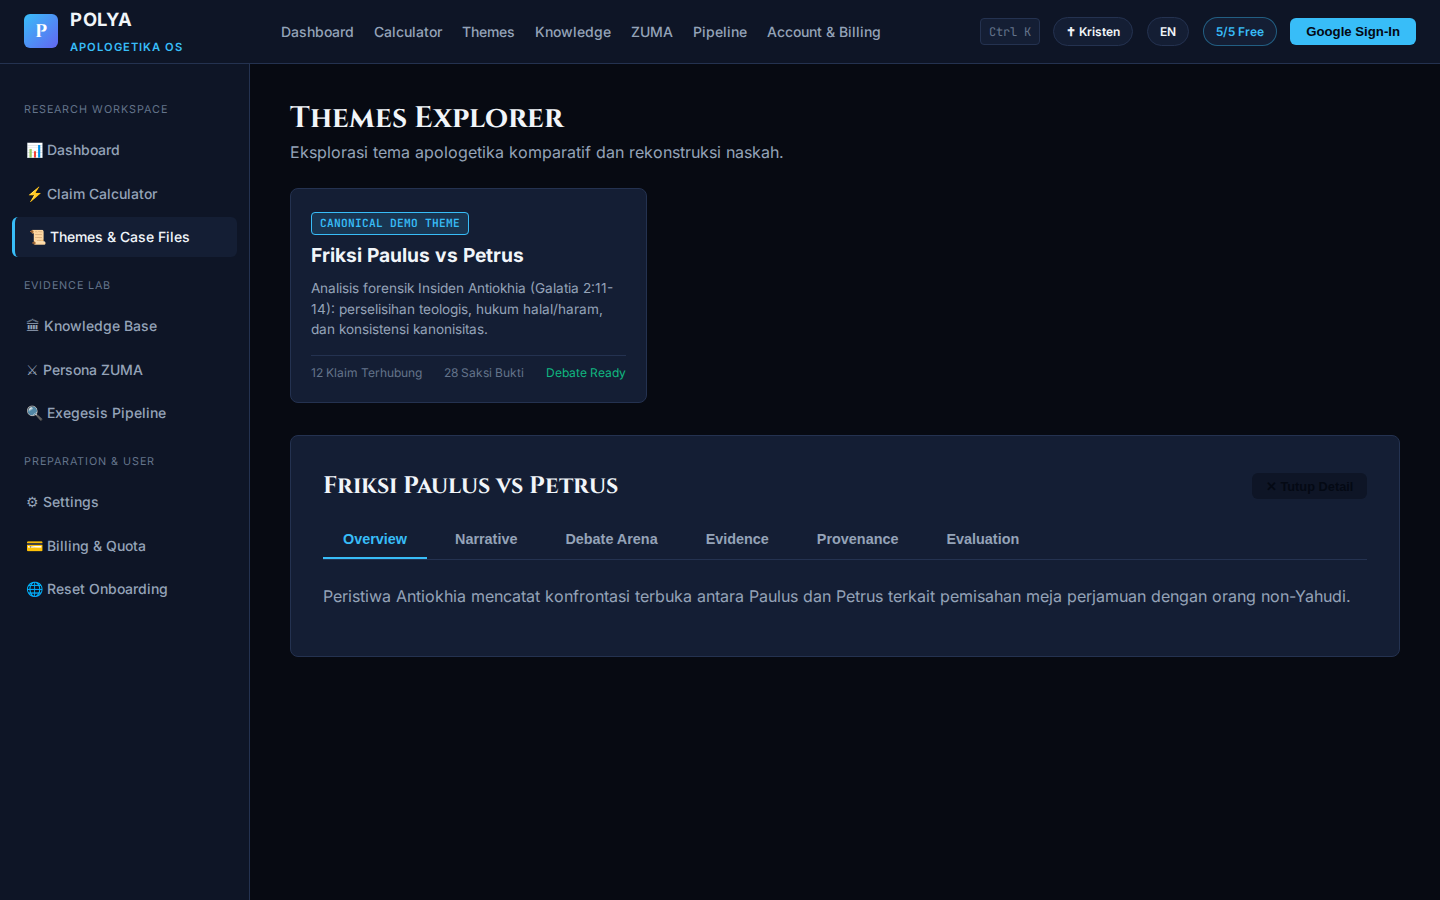 P
POLYA
APOLOGETIKA OS
Dashboard Calculator Themes Knowledge ZUMA Pipeline Account & Billing
Ctrl K
✝ Kristen
EN
5/5 Free
Google Sign-In
RESEARCH WORKSPACE
📊 Dashboard
⚡ Claim Calculator
📜 Themes & Case Files
EVIDENCE LAB
🏛 Knowledge Base
⚔ Persona ZUMA
🔍 Exegesis Pipeline
PREPARATION & USER
⚙ Settings
💳 Billing & Quota
🌐 Reset Onboarding
Themes Explorer
Eksplorasi tema apologetika komparatif dan rekonstruksi naskah.
CANONICAL DEMO THEME
Friksi Paulus vs Petrus
Analisis forensik Insiden Antiokhia (Galatia 2:11-
14): perselisihan teologis, hukum halal/haram,
dan konsistensi kanonisitas.
12 Klaim Terhubung 28 Saksi Bukti Debate Ready
Friksi Paulus vs Petrus
✕ Tutup Detail
Overview Narrative Debate Arena Evidence Provenance Evaluation
Peristiwa Antiokhia mencatat konfrontasi terbuka antara Paulus dan Petrus terkait pemisahan meja perjamuan dengan orang non-Yahudi.